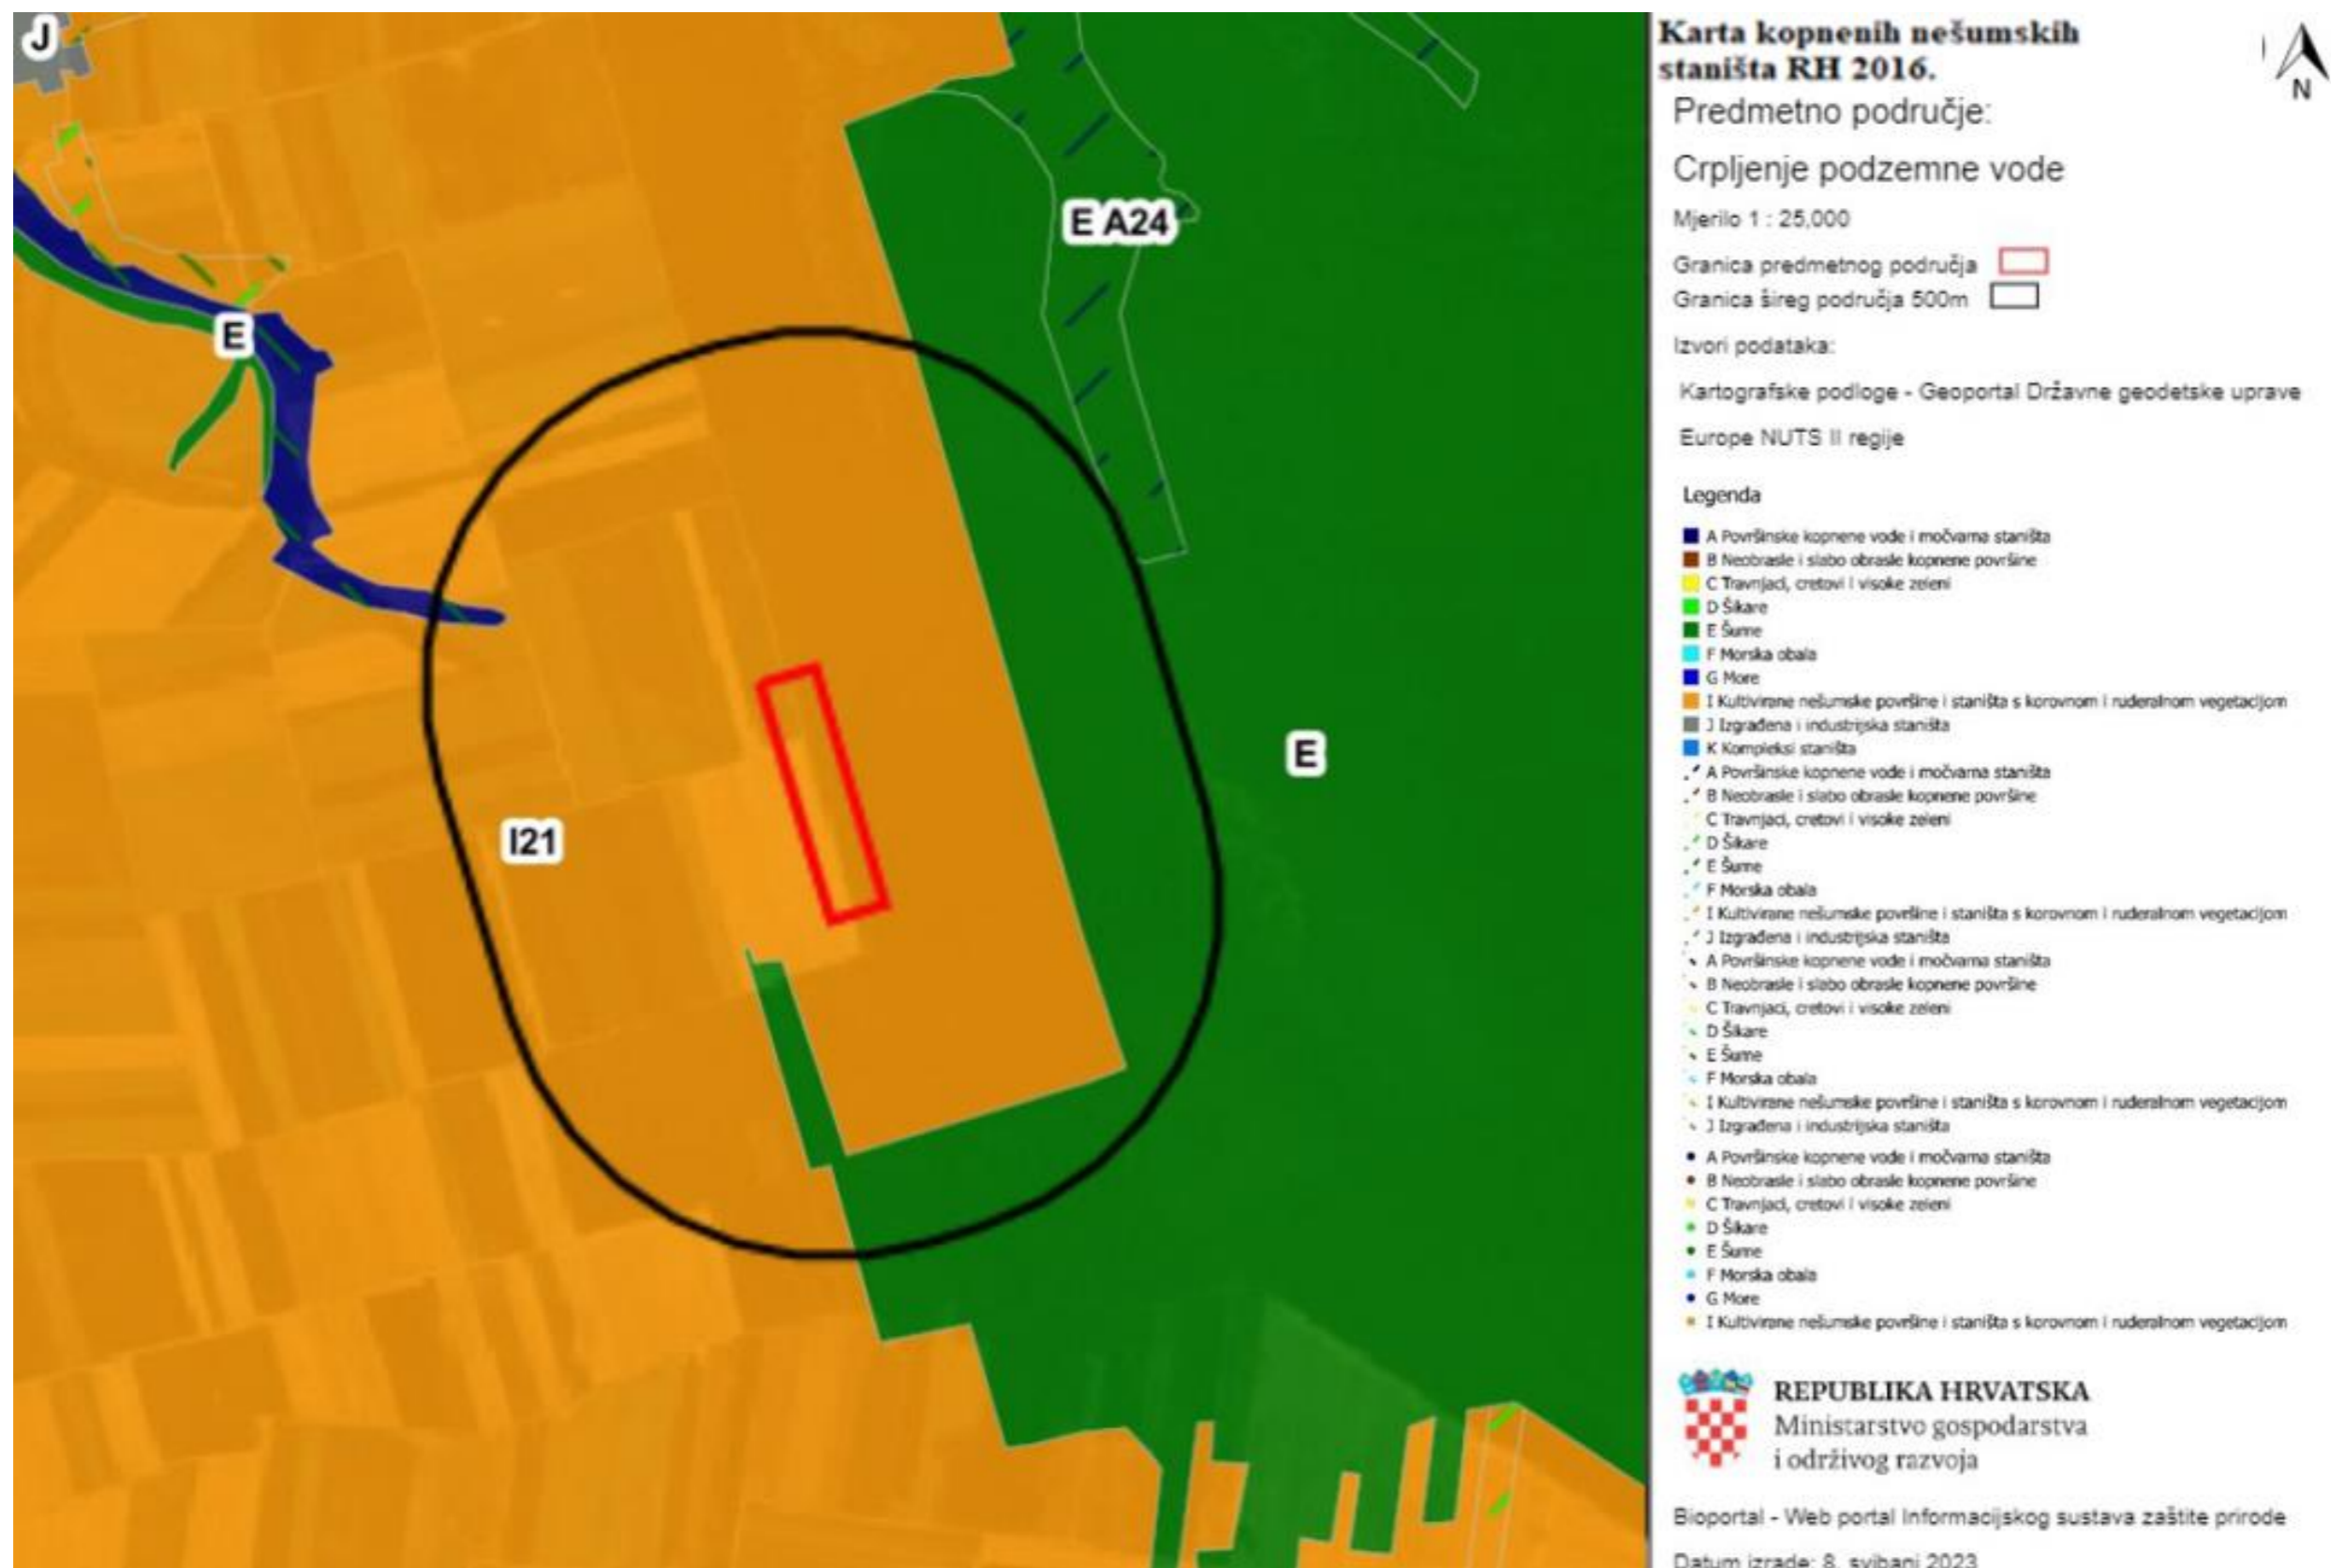 J
E A24
E
E
I21
Karta kopnenih nešumskih
staništa RH 2016.
N
Predmetno područje:
Crpljenje podzemne vode
Mjerilo 1 : 25,000
Granica predmetnog područja
Granica šireg područja 500m
Izvori podataka:
Kartografske podloge - Geoportal Državne geodetske uprave
Europe NUTS II regije
Legenda
A Površinske kopnene vode i močvarna staništa
B Neobrasle i slabo obrasle kopnene površine
C Travnjaci, cretovi i visoke zeleni
D Šikare
E Šume
F Morska obala
G More
I Kultivirane nešumske površine i staništa s korovnom i ruderalnom vegetacijom
J Izgrađena i industrijska staništa
K Kompleksi staništa
A Površinske kopnene vode i močvarna staništa
B Neobrasle i slabo obrasle kopnene površine
C Travnjaci, cretovi i visoke zeleni
D Šikare
E Šume
F Morska obala
I Kultivirane nešumske površine i staništa s korovnom i ruderalnom vegetacijom
J Izgrađena i industrijska staništa
A Površinske kopnene vode i močvarna staništa
B Neobrasle i slabo obrasle kopnene površine
C Travnjaci, cretovi i visoke zeleni
D Šikare
E Šume
F Morska obala
I Kultivirane nešumske površine i staništa s korovnom i ruderalnom vegetacijom
J Izgrađena i industrijska staništa
A Površinske kopnene vode i močvarna staništa
B Neobrasle i slabo obrasle kopnene površine
C Travnjaci, cretovi i visoke zeleni
D Šikare
E Šume
F Morska obala
G More
I Kultivirane nešumske površine i staništa s korovnom i ruderalnom vegetacijom
REPUBLIKA HRVATSKA
Ministarstvo gospodarstva
i održivog razvoja
Bioportal - Web portal Informacijskog sustava zaštite prirode
Datum izrade: 8. svibanj 2023